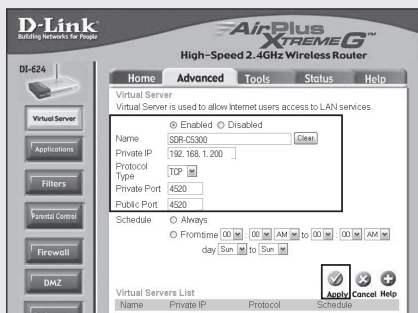 D-Link
Building Networks for People
AirPlus
XTREME G™
High-Speed 2.4GHz Wireless Router
DI-624
Home Advanced Tools Status Help
Virtual Server
Applications
Filters
Parental Control
Firewall
DMZ
Virtual Server
Virtual Server is used to allow Internet users access to LAN services.
Enabled Disabled
Name SDR-C5300 Clear
Private IP 192.168.1.200
Protocol Type TCP
Private Port 4520
Public Port 4520
Schedule Always
From time 00 : 00 AM to 00 : 00 AM
day Sun to Sun
Apply Cancel Help
Virtual Servers List
Name Private IP Protocol Schedule